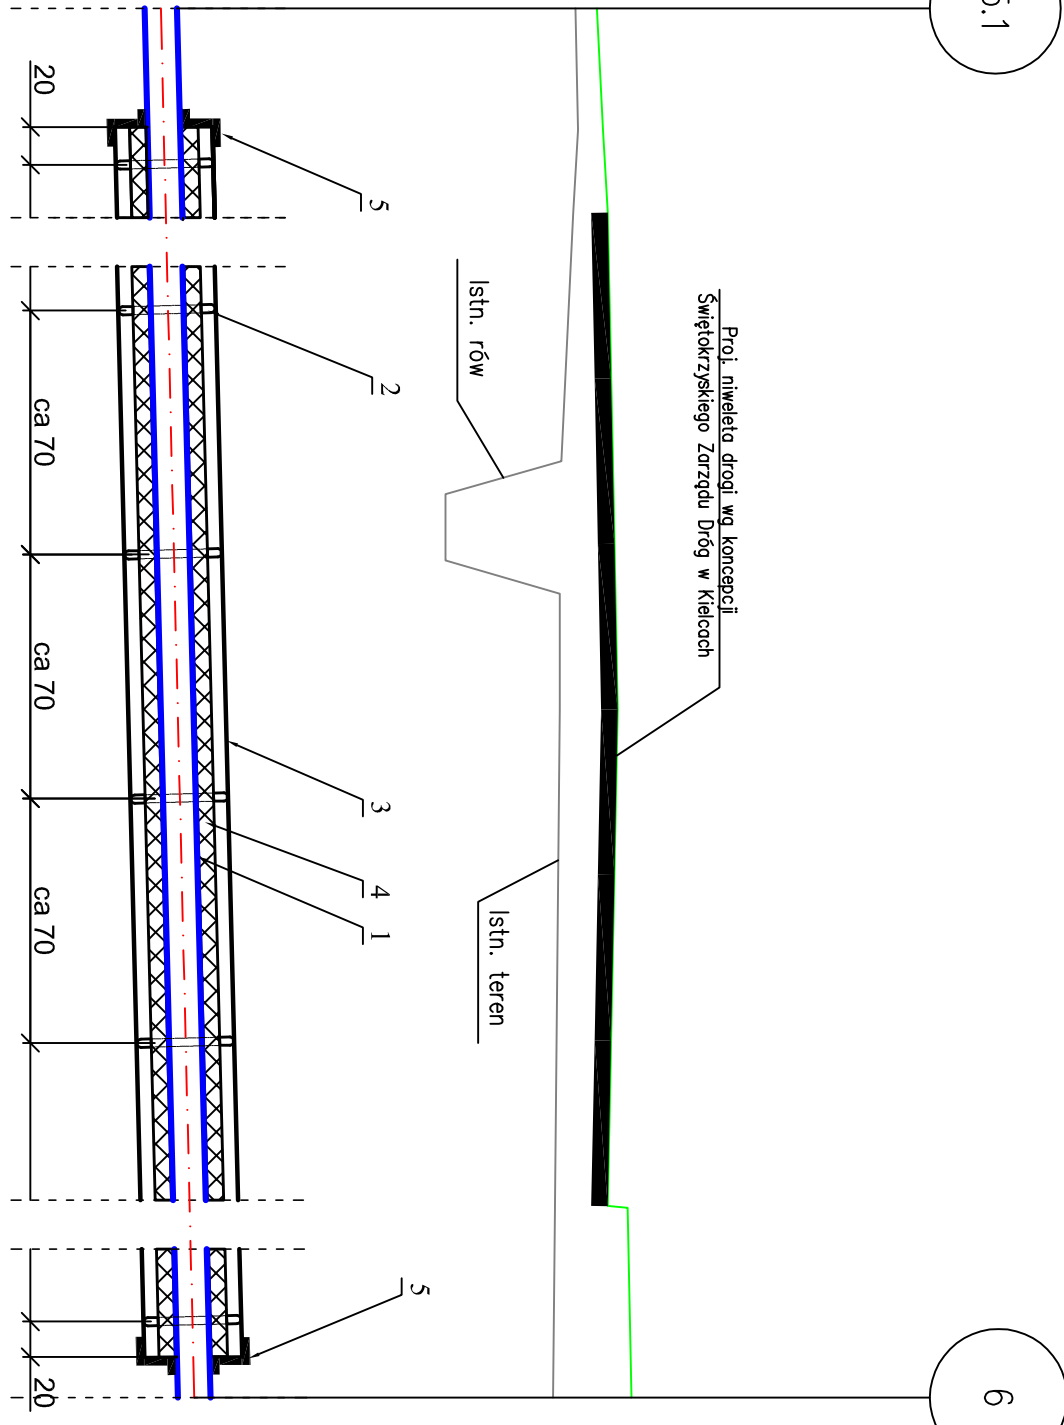 5.1
20
5
2
Istn. rów
Proj. niweleta drogi wg koncepcji
Świętokrzyskiego Zarządu Dróg w Kielcach
ca 70
ca 70
3
4
1
ca 70
Istn. teren
5
20
6